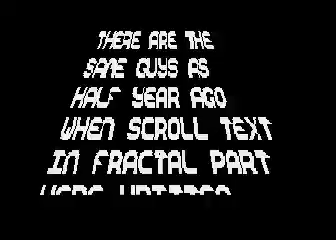 THERE ARE THE
SAME GUYS AS
HALF YEAR AGO
WHEN SCROLL TEXT
IN FRACTAL PART